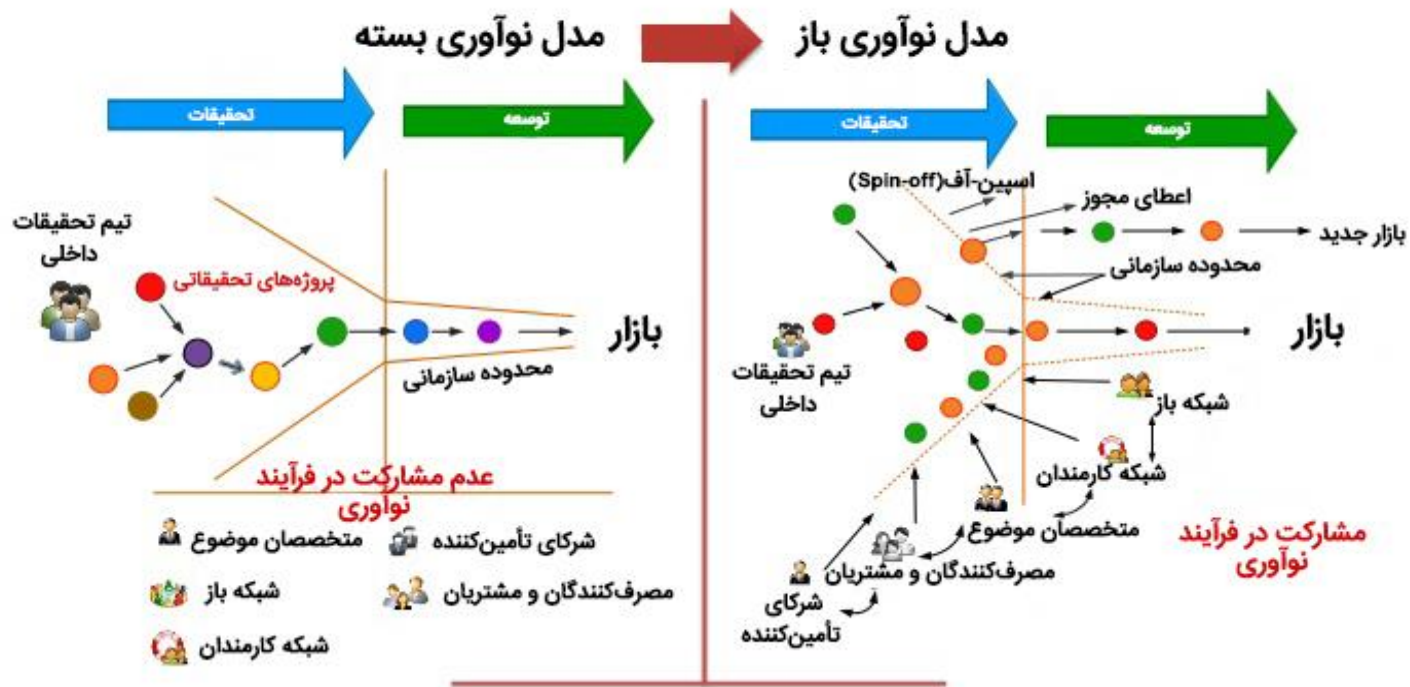 مدل نوآوری بسته
تحقیقات
توسعه
تیم تحقیقات
داخلی
پروژه‌های تحقیقاتی
بازار
محدوده سازمانی
عدم مشارکت در فرآیند
نوآوری
متخصصان موضوع
شرکای تأمین‌کننده
شبکه باز
مصرف‌کنندگان و مشتریان
شبکه کارمندان
مدل نوآوری باز
تحقیقات
توسعه
اسپین-آف(Spin-off)
اعطای مجوز
بازار جدید
محدوده سازمانی
بازار
تیم تحقیقات
داخلی
شبکه باز
شبکه کارمندان
متخصصان موضوع
مصرف‌کنندگان و مشتریان
شرکای
تأمین‌کننده
مشارکت در فرآیند
نوآوری